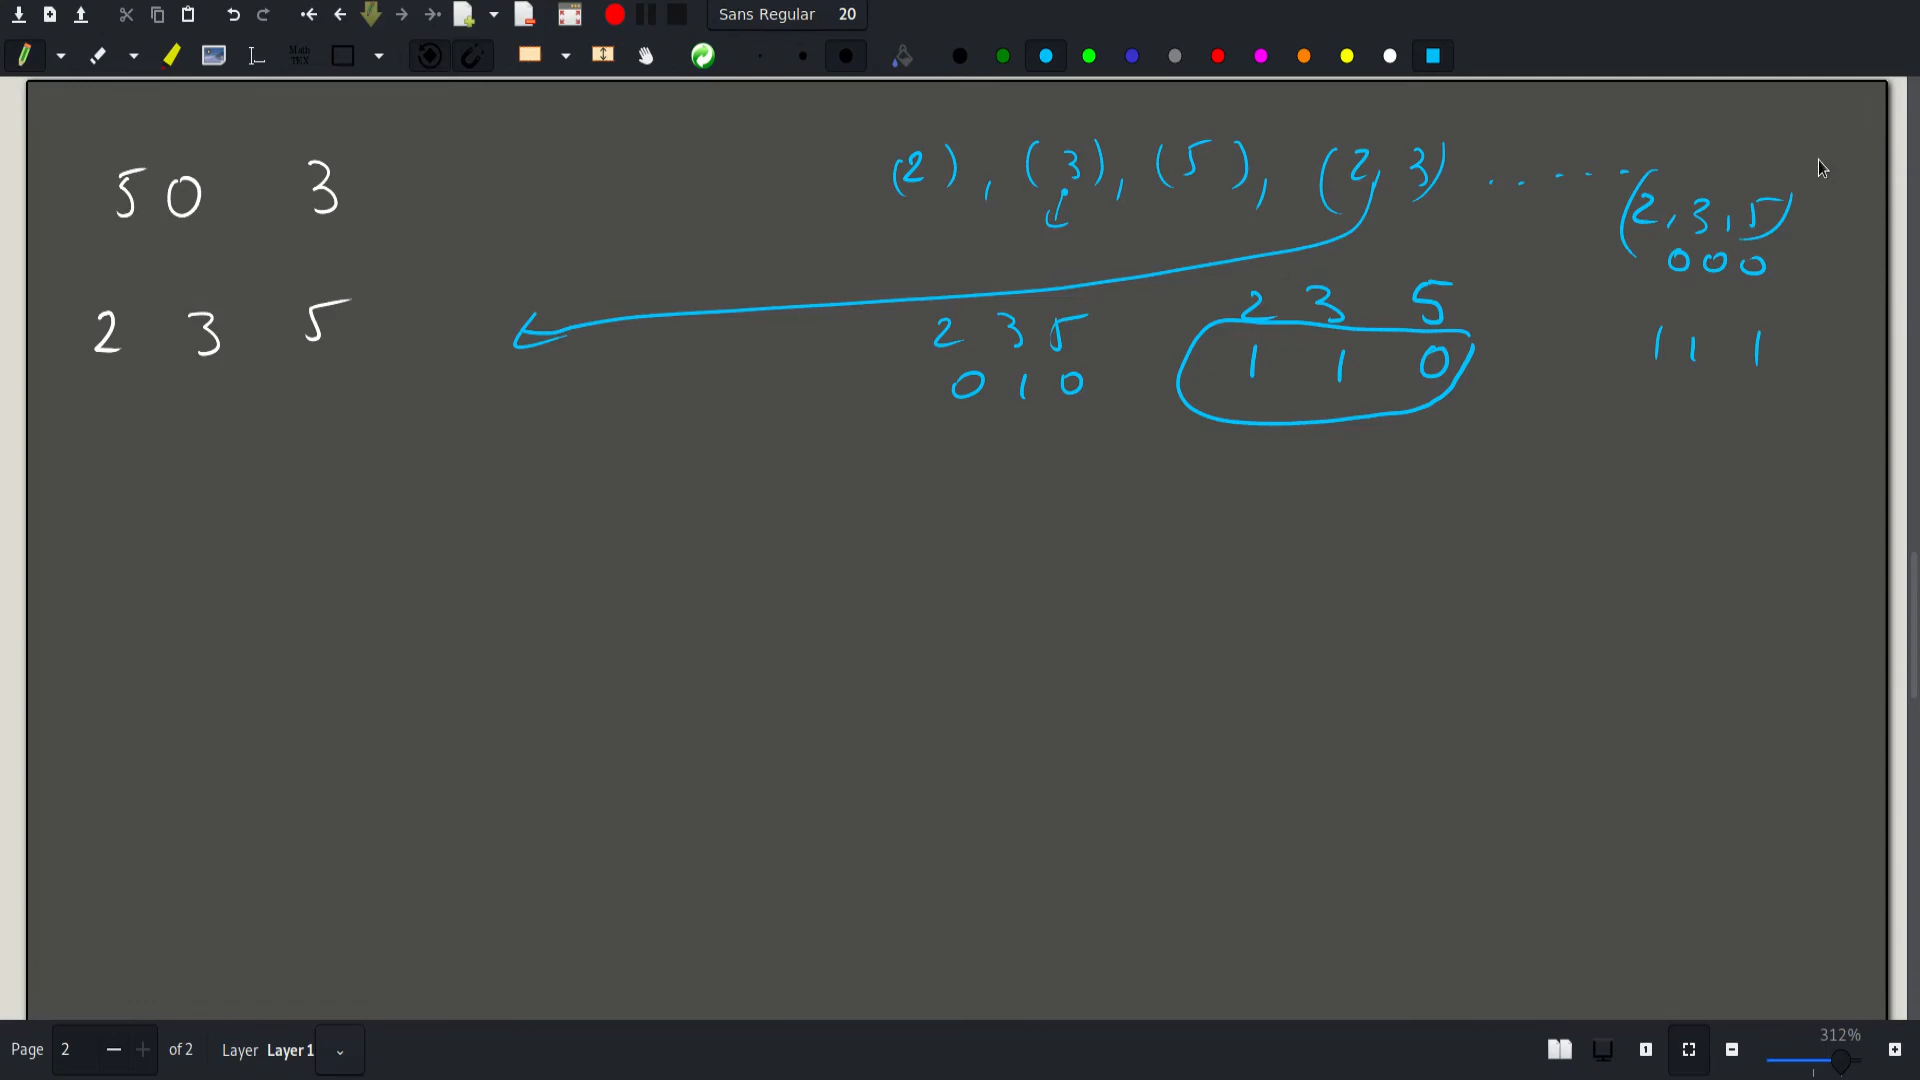 Sans Regular 20
Math
TEX
50 3
(2), (3), (5), (2, 3) ...... (2, 3, 5)
0 0 0
2 3 5
2 3 5
2 3 5
1 1 0
1 1 1
0 1 0
312%
Page 2 of 2 Layer Layer 1